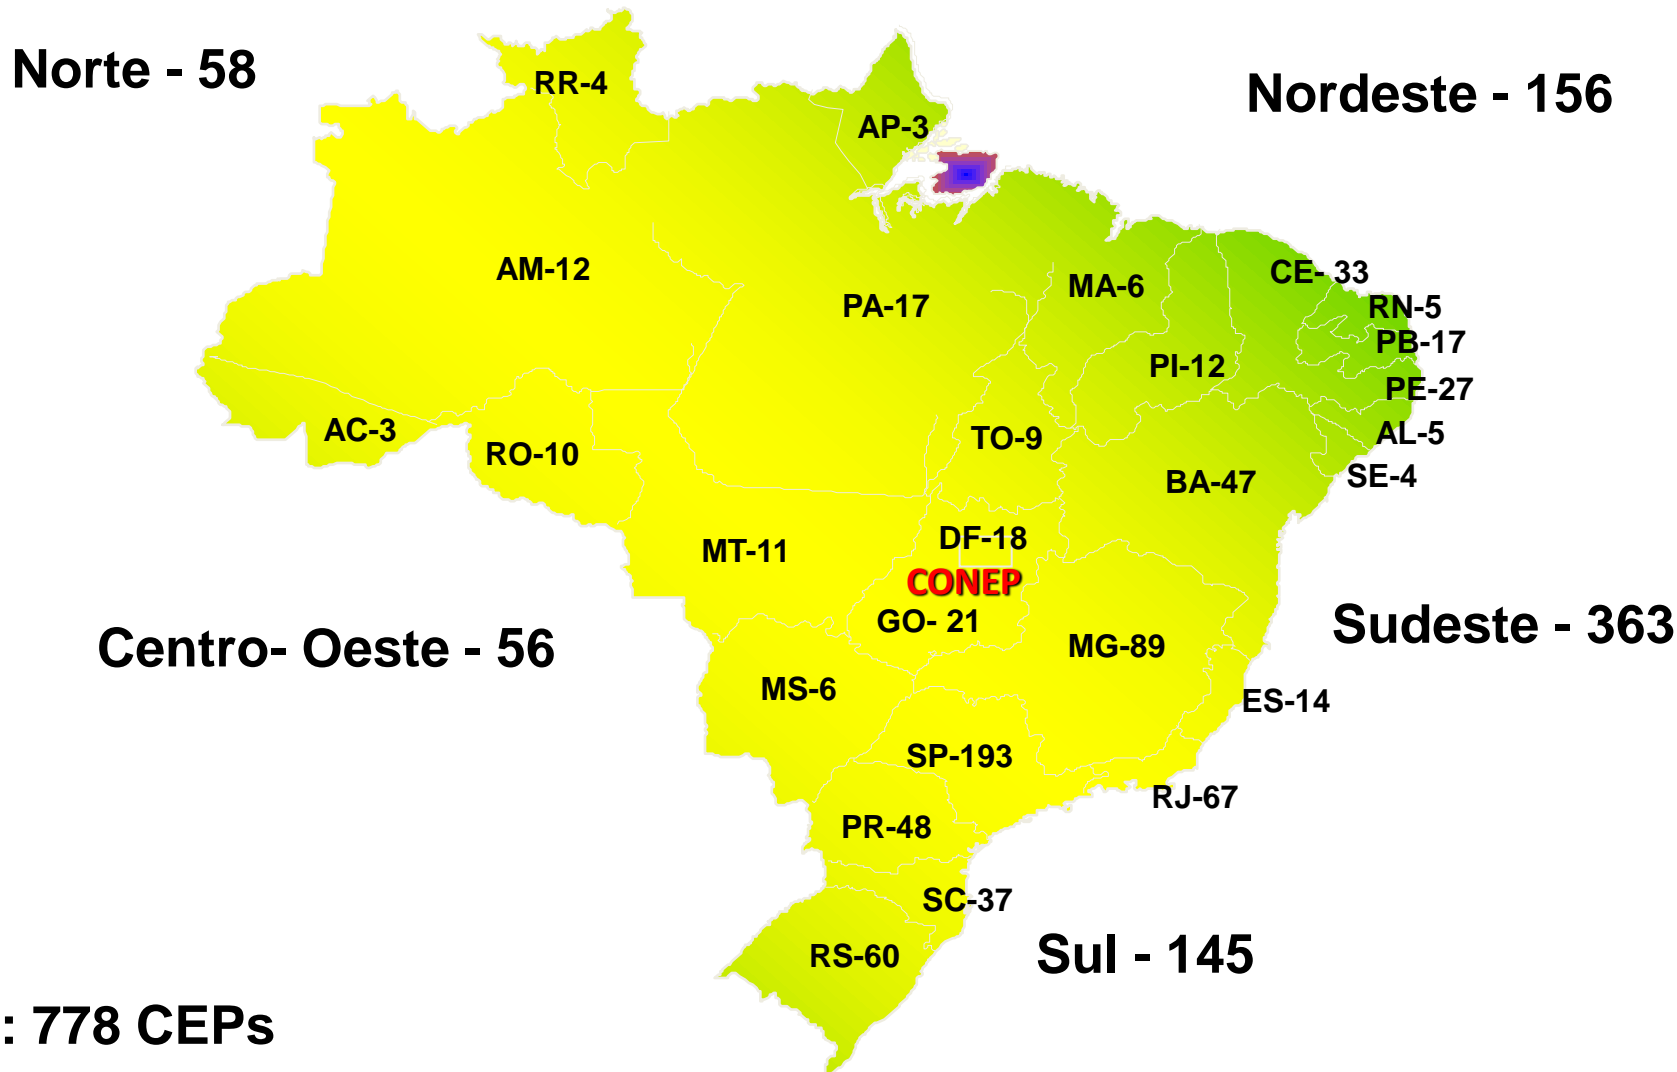 Norte - 58
RR-4
Nordeste - 156
AP-3
AM-12
CE- 33
MA-6
PA-17
RN-5
PB-17
PI-12
PE-27
AC-3
TO-9
AL-5
RO-10
BA-47
SE-4
DF-18
MT-11
CONEP
GO- 21
Sudeste - 363
Centro- Oeste - 56
MG-89
MS-6
ES-14
SP-193
RJ-67
PR-48
SC-37
Sul - 145
RS-60
: 778 CEPs